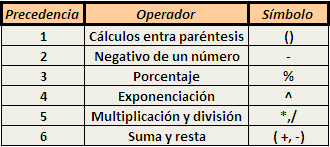 Precedencia Operador Símbolo
1 Cálculos entra paréntesis ()
2 Negativo de un número -
3 Porcentaje %
4 Exponenciación ^
5 Multiplicación y división *,/
6 Suma y resta ( +, -)